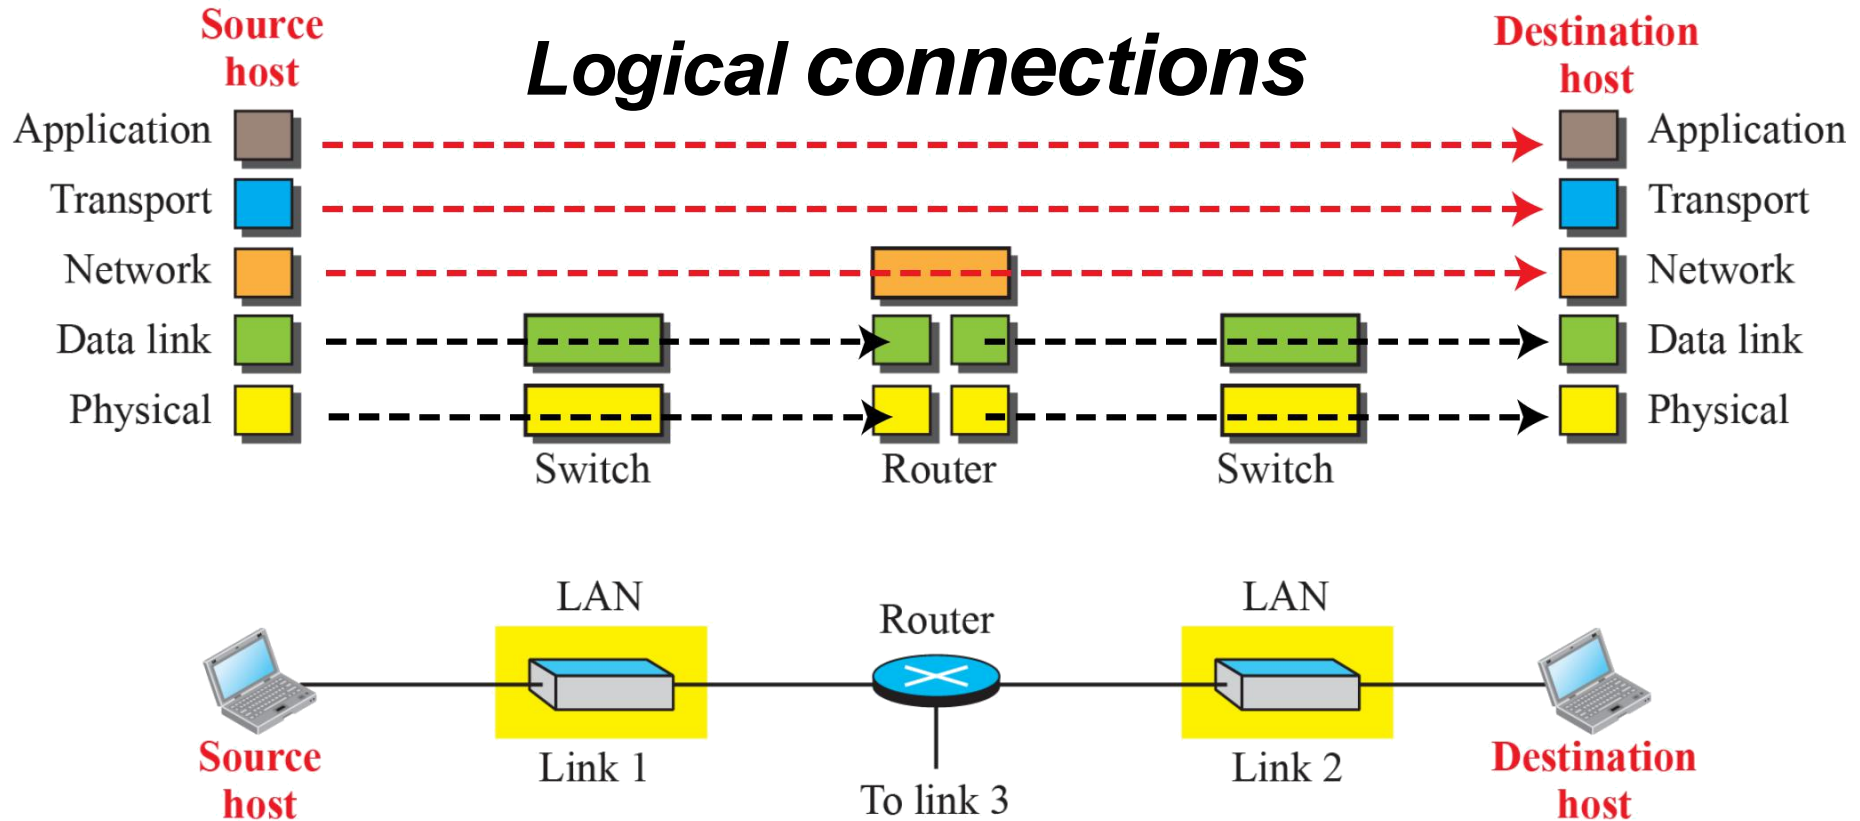 Source
host
Logical connections
Destination
host
Application
Application
Transport
Transport
Network
Network
Data link
Data link
Physical
Physical
Switch
Router
Switch
LAN
Router
LAN
Source
host
Link 1
To link 3
Link 2
Destination
host